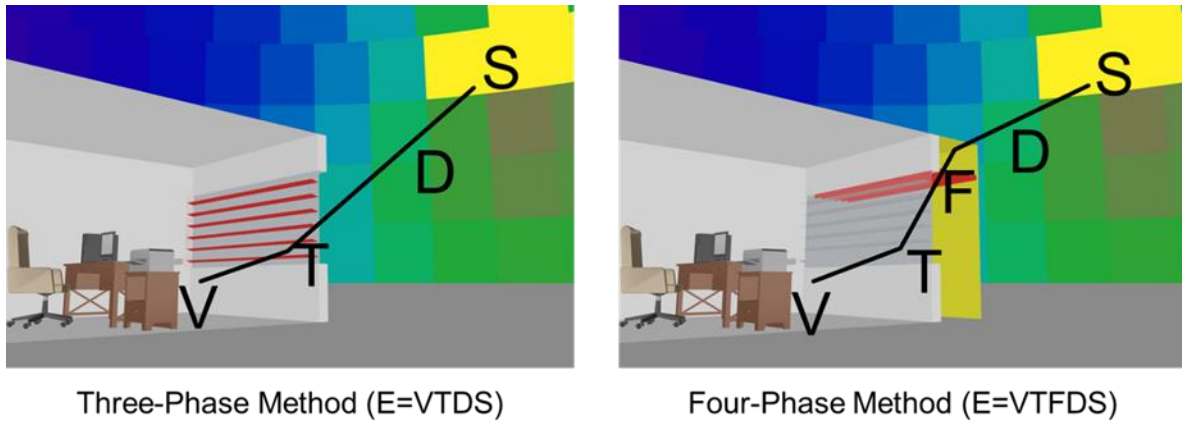 S
D
T
V
S
D
F
T
V
Three-Phase Method (E=VTDS)
Four-Phase Method (E=VTFDS)